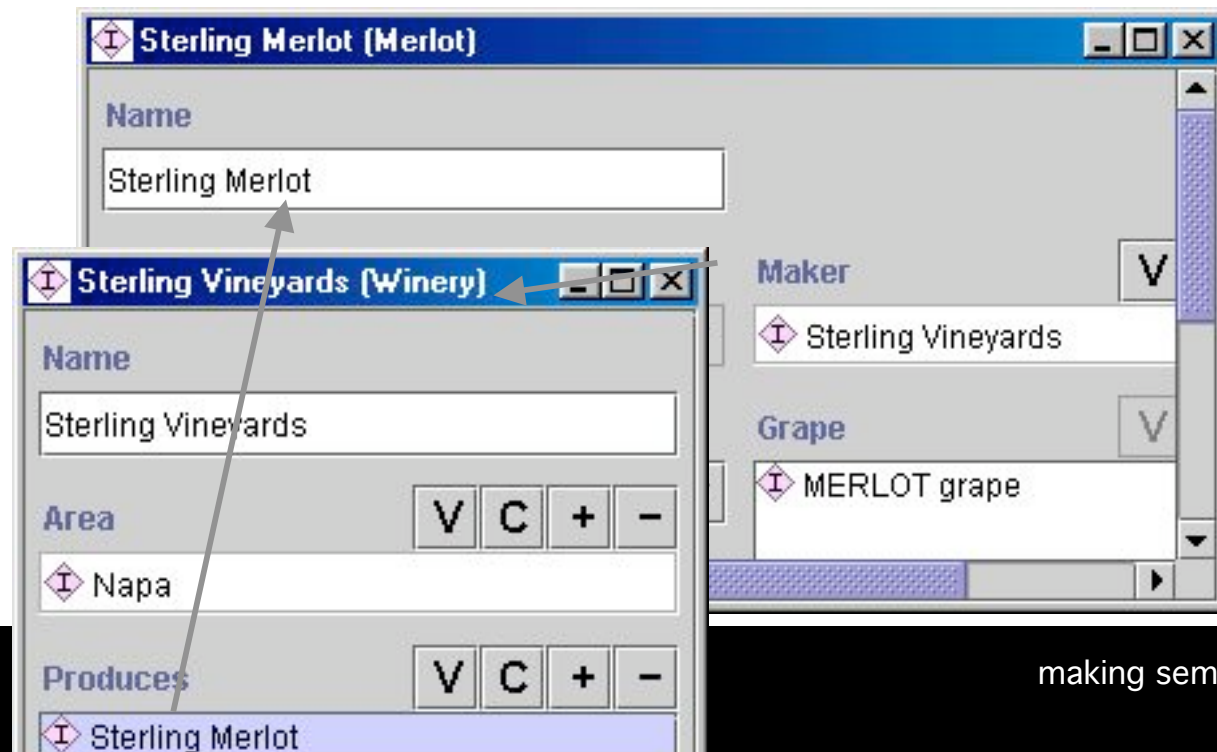 Sterling Merlot (Merlot)
Name
Sterling Merlot
Maker
V
Sterling Vineyards
Grape
V
MERLOT grape
Sterling Vineyards (Winery)
Name
Sterling Vineyards
Area
V C + -
Napa
Produces
V C + -
Sterling Merlot
making sem